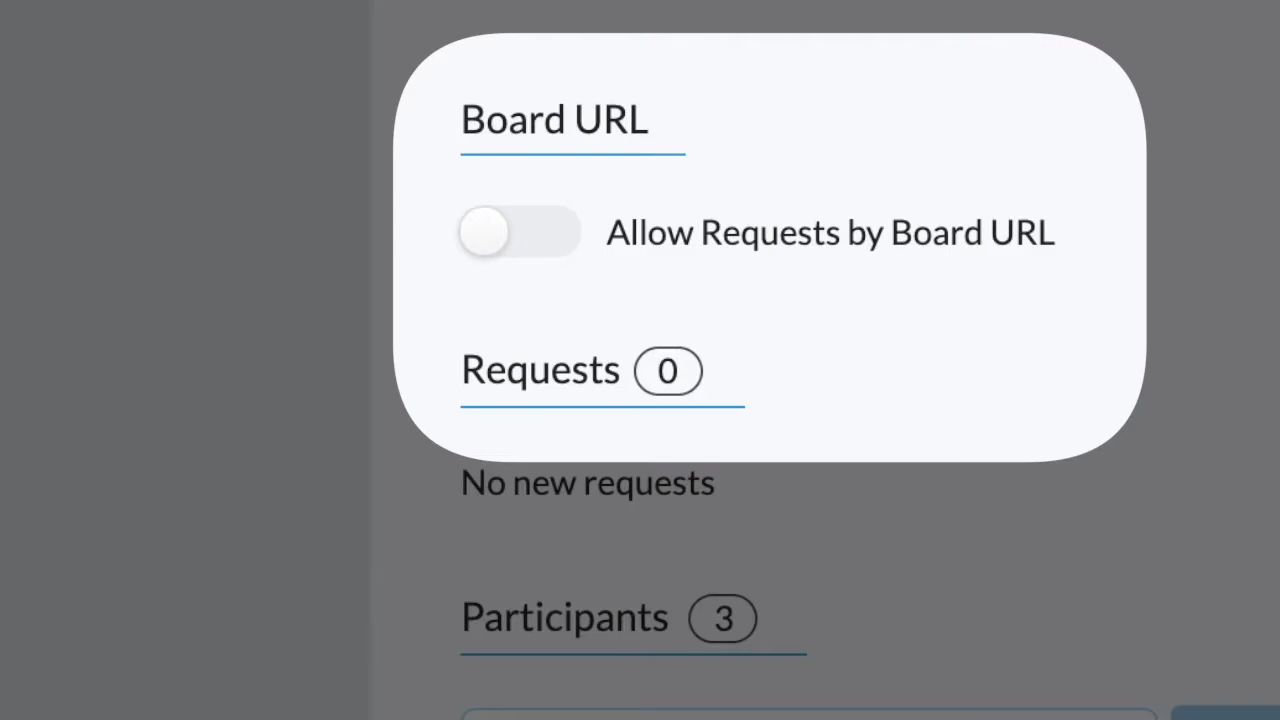 Board URL
Allow Requests by Board URL
Requests 0
No new requests
Participants 3